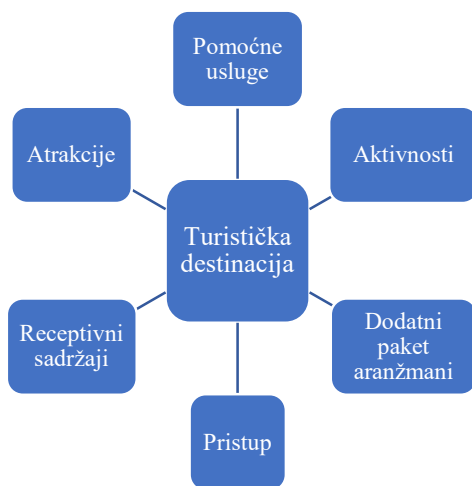 Pomoćne
usluge
Atrakcije
Aktivnosti
Turistička
destinacija
Receptivni
sadržaji
Dodatni
paket
aranžmani
Pristup